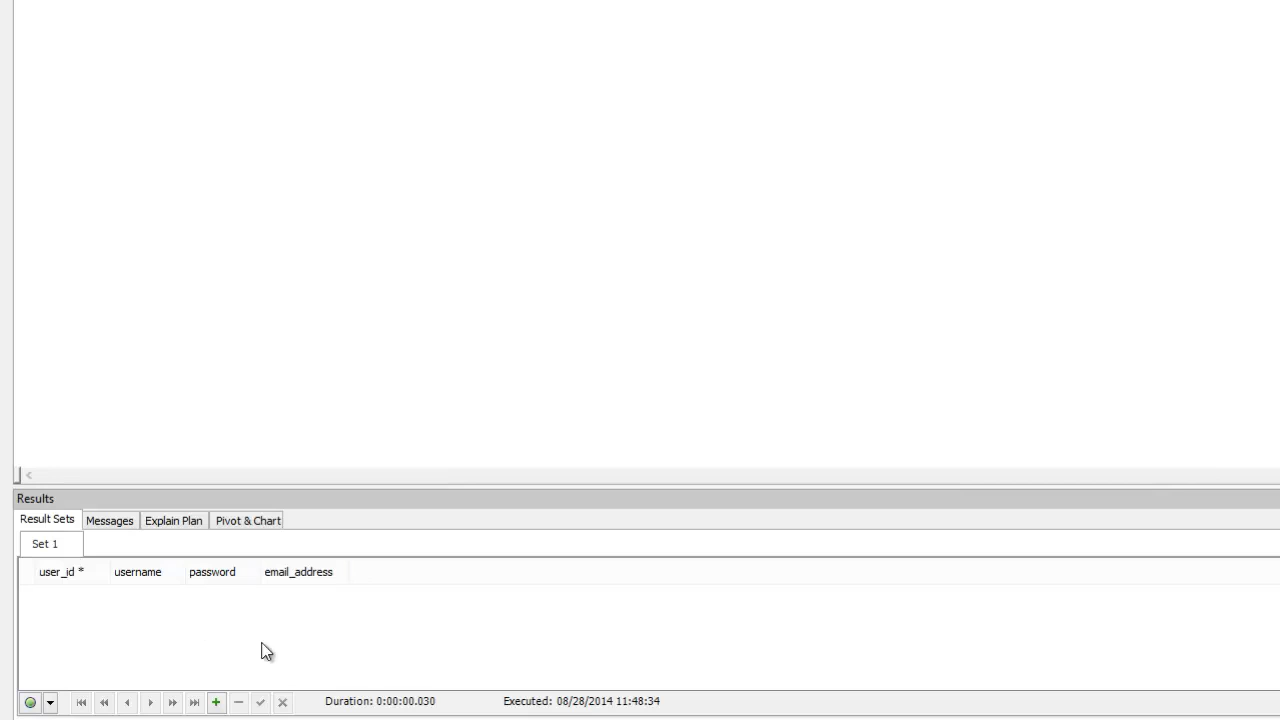 Results
Result Sets Messages Explain Plan Pivot & Chart
Set 1
user_id * username password email_address
Duration: 0:00:00.030 Executed: 08/28/2014 11:48:34